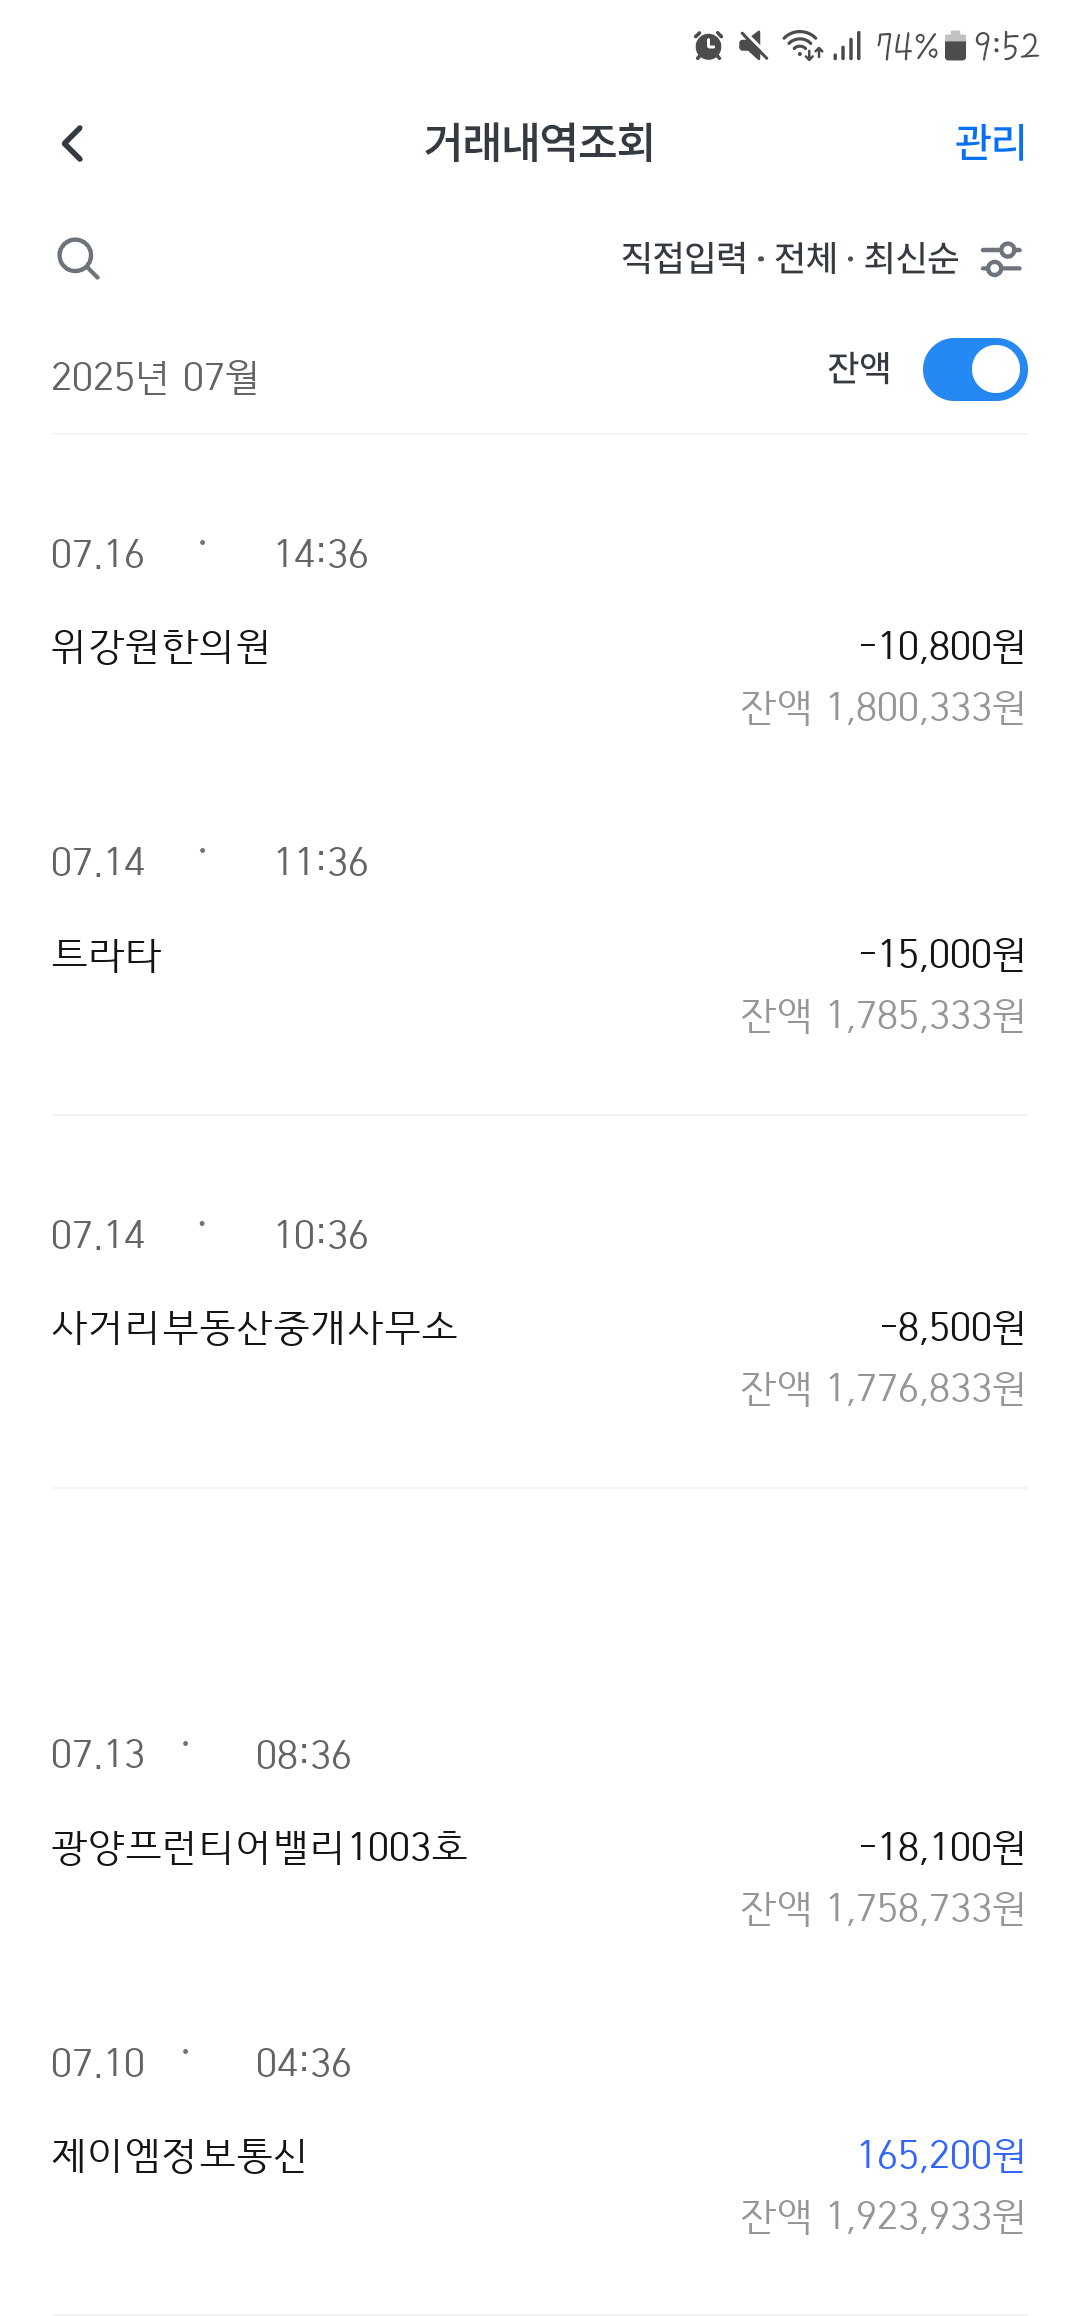 74% 9:52
거래내역조회 관리
직접입력 · 전체 · 최신순
2025년 07월 잔액
07.16 · 14:36
위강원한의원 -10,800원
잔액 1,800,333원
07.14 · 11:36
트라타 -15,000원
잔액 1,785,333원
07.14 · 10:36
사거리부동산중개사무소 -8,500원
잔액 1,776,833원
07.13 · 08:36
광양프런티어밸리1003호 -18,100원
잔액 1,758,733원
07.10 · 04:36
제이엠정보통신 165,200원
잔액 1,923,933원